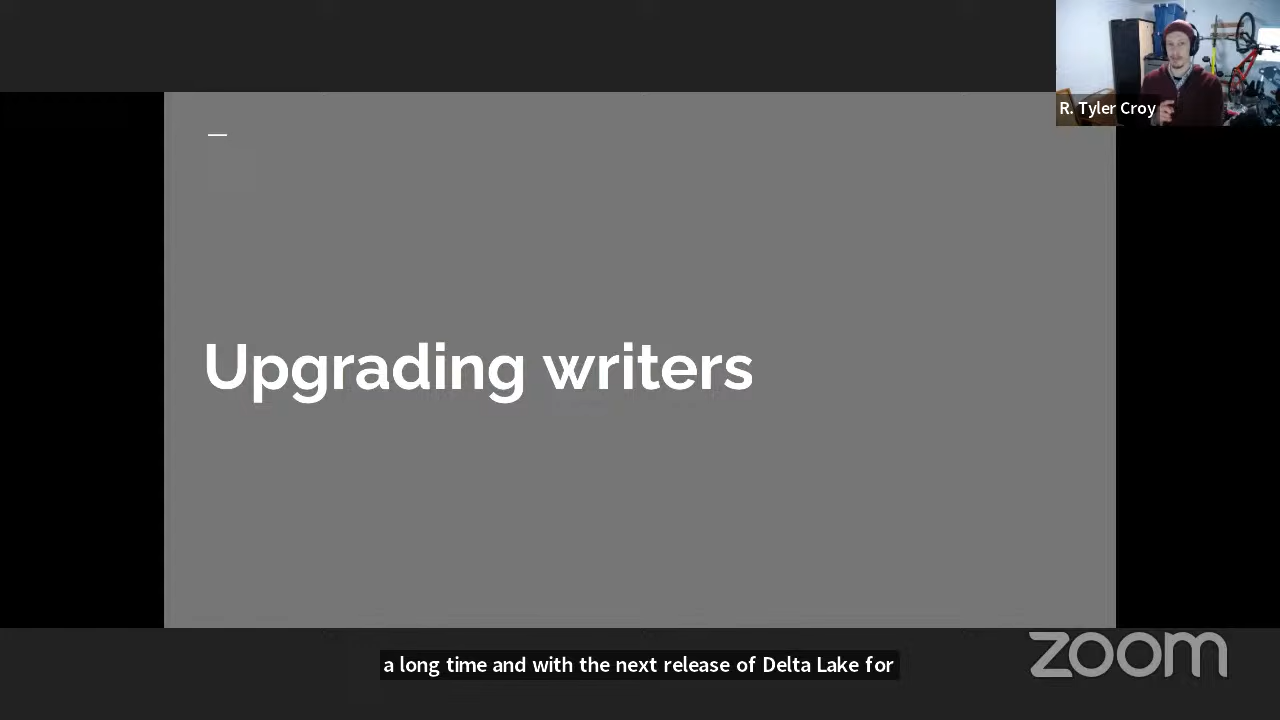 R. Tyler Croy
Upgrading writers
a long time and with the next release of Delta Lake for
zoom